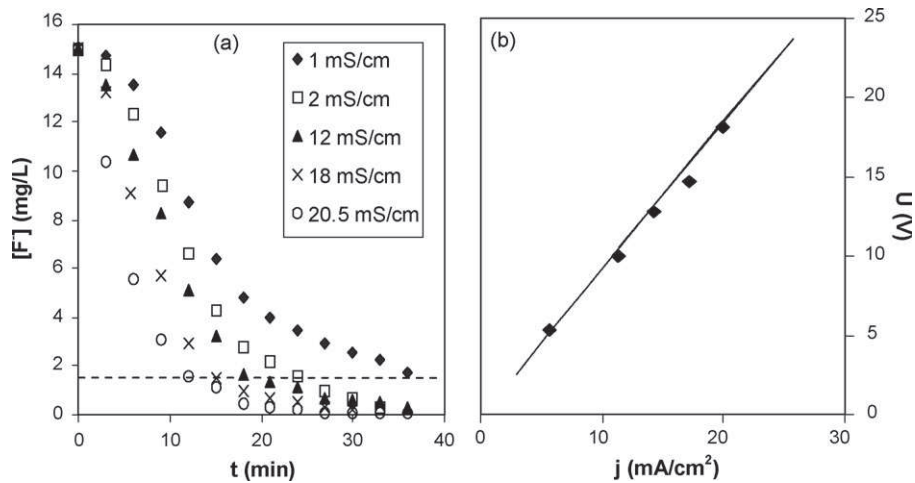 (a)
[F⁻] (mg/L)
16
14
12
10
8
6
4
2
0
1 mS/cm
2 mS/cm
12 mS/cm
18 mS/cm
20.5 mS/cm
0 10 20 30 40
t (min)
(b)
25
20
15
10
5
0
U (V)
0 10 20 30
j (mA/cm²)